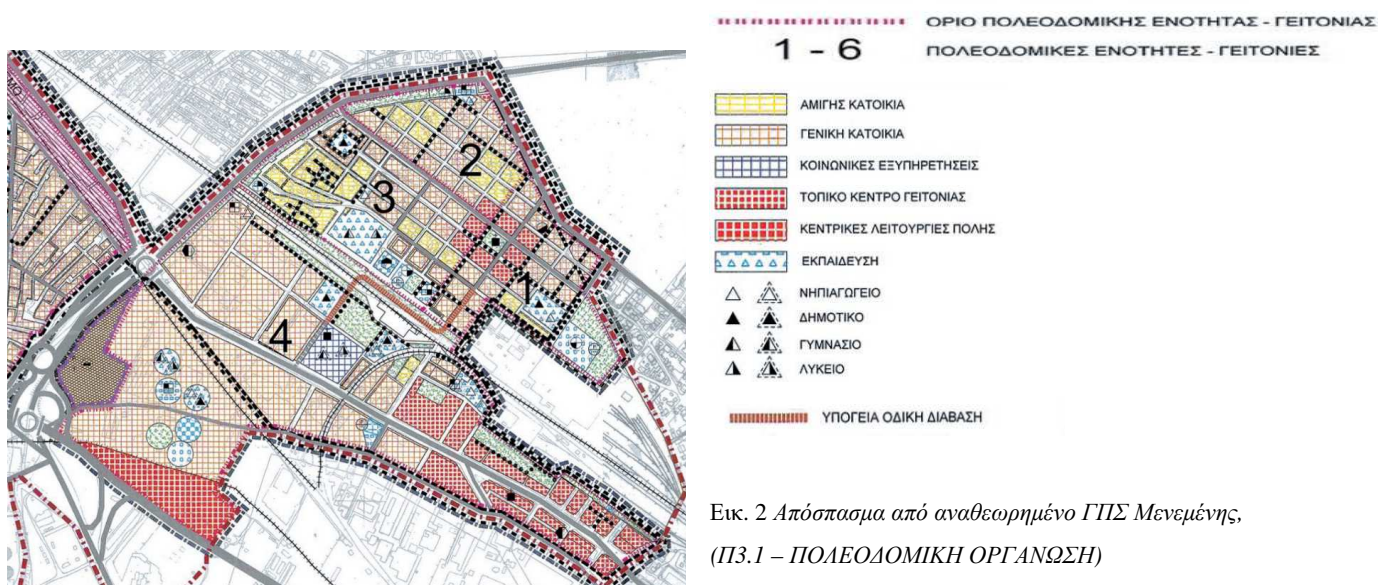 ΜΟΣ
2
3
1
4
ΟΡΙΟ ΠΟΛΕΟΔΟΜΙΚΗΣ ΕΝΟΤΗΤΑΣ - ΓΕΙΤΟΝΙΑΣ
1 - 6 ΠΟΛΕΟΔΟΜΙΚΕΣ ΕΝΟΤΗΤΕΣ - ΓΕΙΤΟΝΙΕΣ
ΑΜΙΓΗΣ ΚΑΤΟΙΚΙΑ
ΓΕΝΙΚΗ ΚΑΤΟΙΚΙΑ
ΚΟΙΝΩΝΙΚΕΣ ΕΞΥΠΗΡΕΤΗΣΕΙΣ
ΤΟΠΙΚΟ ΚΕΝΤΡΟ ΓΕΙΤΟΝΙΑΣ
ΚΕΝΤΡΙΚΕΣ ΛΕΙΤΟΥΡΓΙΕΣ ΠΟΛΗΣ
ΕΚΠΑΙΔΕΥΣΗ
ΝΗΠΙΑΓΩΓΕΙΟ
ΔΗΜΟΤΙΚΟ
ΓΥΜΝΑΣΙΟ
ΛΥΚΕΙΟ
ΥΠΟΓΕΙΑ ΟΔΙΚΗ ΔΙΑΒΑΣΗ
Εικ. 2 Απόσπασμα από αναθεωρημένο ΓΠΣ Μενεμένης,
(Π3.1 – ΠΟΛΕΟΔΟΜΙΚΗ ΟΡΓΑΝΩΣΗ)